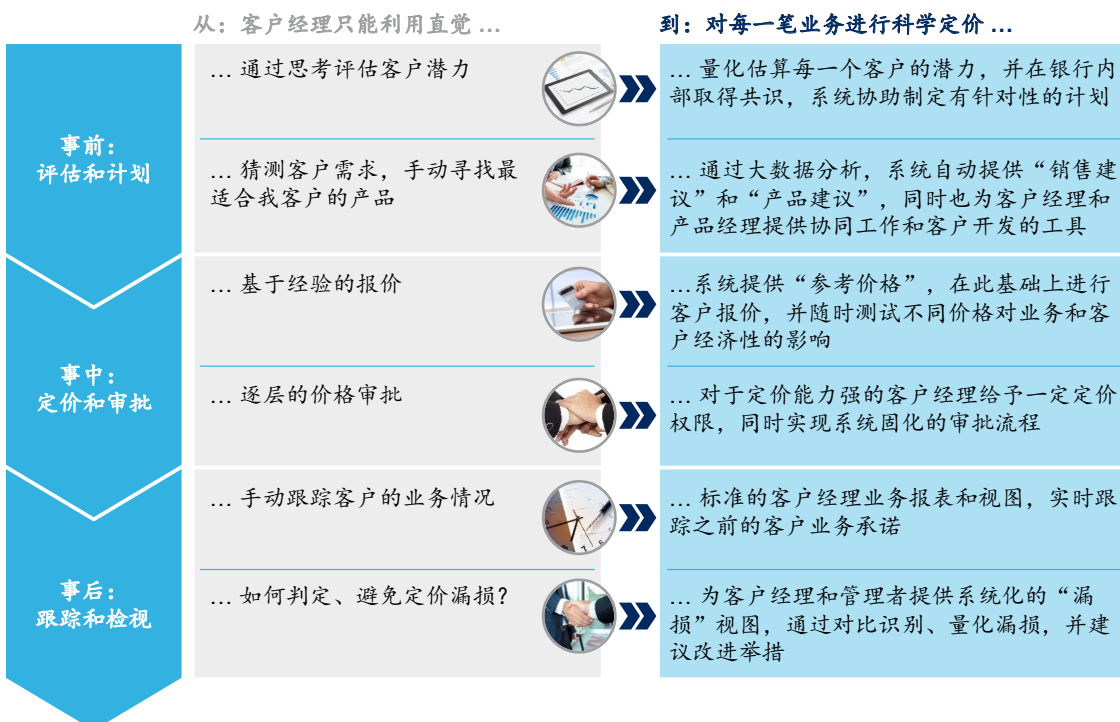 从：客户经理只能利用直觉 ...
到：对每一笔业务进行科学定价 ...
事前：
评估和计划
... 通过思考评估客户潜力
... 量化估算每一个客户的潜力，并在银行内
部取得共识，系统协助制定有针对性的计划
... 猜测客户需求，手动寻找最
适合我客户的产品
... 通过大数据分析，系统自动提供“销售建
议”和“产品建议”，同时也为客户经理和
产品经理提供协同工作和客户开发的工具
事中：
定价和审批
... 基于经验的报价
...系统提供“参考价格”，在此基础上进行
客户报价，并随时测试不同价格对业务和客
户经济性的影响
... 逐层的价格审批
... 对于定价能力强的客户经理给予一定定价
权限，同时实现系统固化的审批流程
事后：
跟踪和检视
... 手动跟踪客户的业务情况
... 标准的客户经理业务报表和视图，实时跟
踪之前的客户业务承诺
... 如何判定、避免定价漏损？
... 为客户经理和管理者提供系统化的“漏
损”视图，通过对比识别、量化漏损，并建
议改进举措